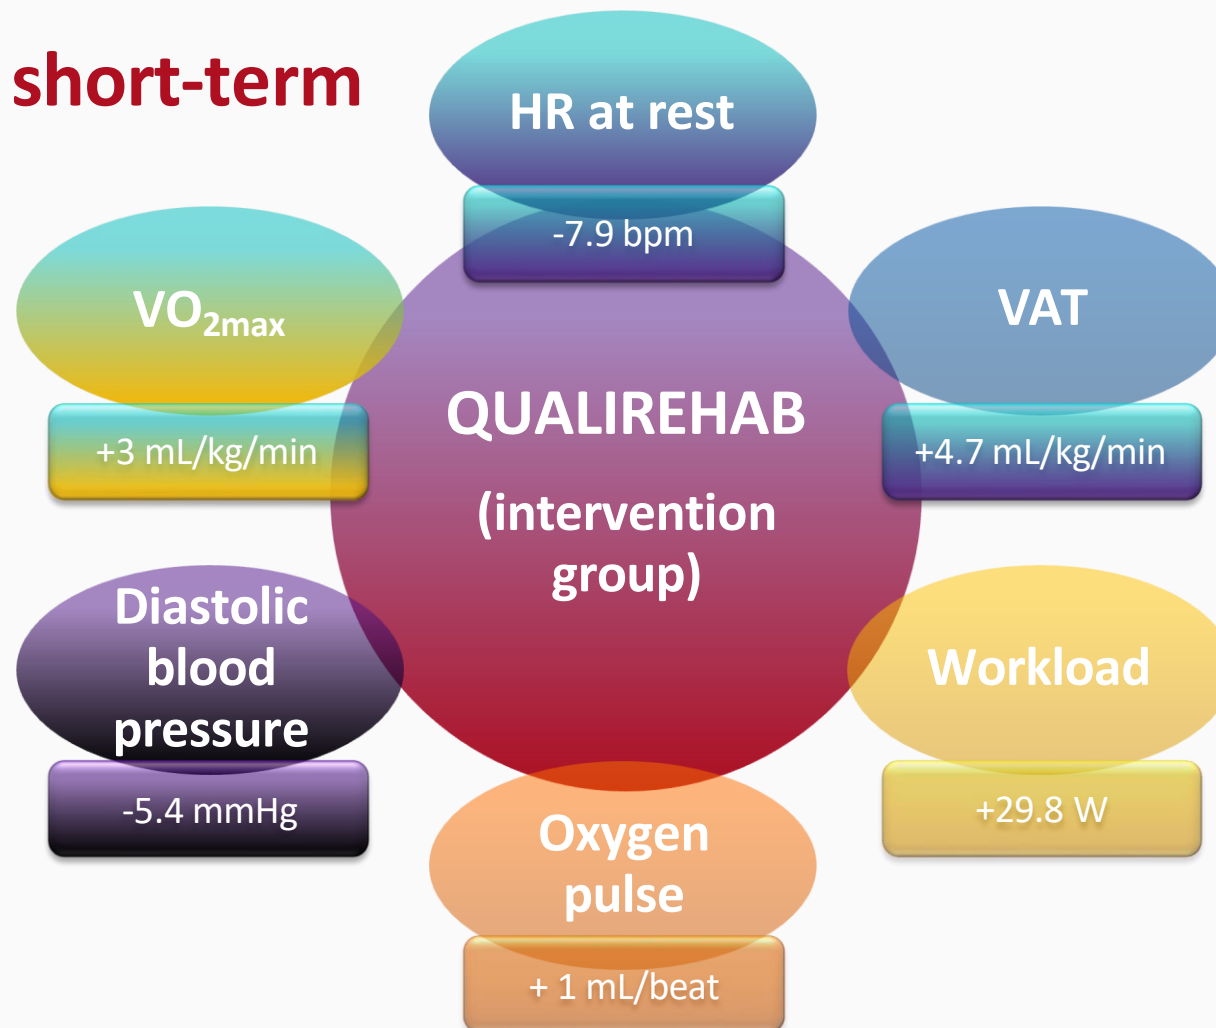 short-term
HR at rest
-7.9 bpm
VO2max
+3 mL/kg/min
VAT
+4.7 mL/kg/min
QUALIREHAB
(intervention
group)
Diastolic
blood
pressure
-5.4 mmHg
Workload
+29.8 W
Oxygen
pulse
+ 1 mL/beat